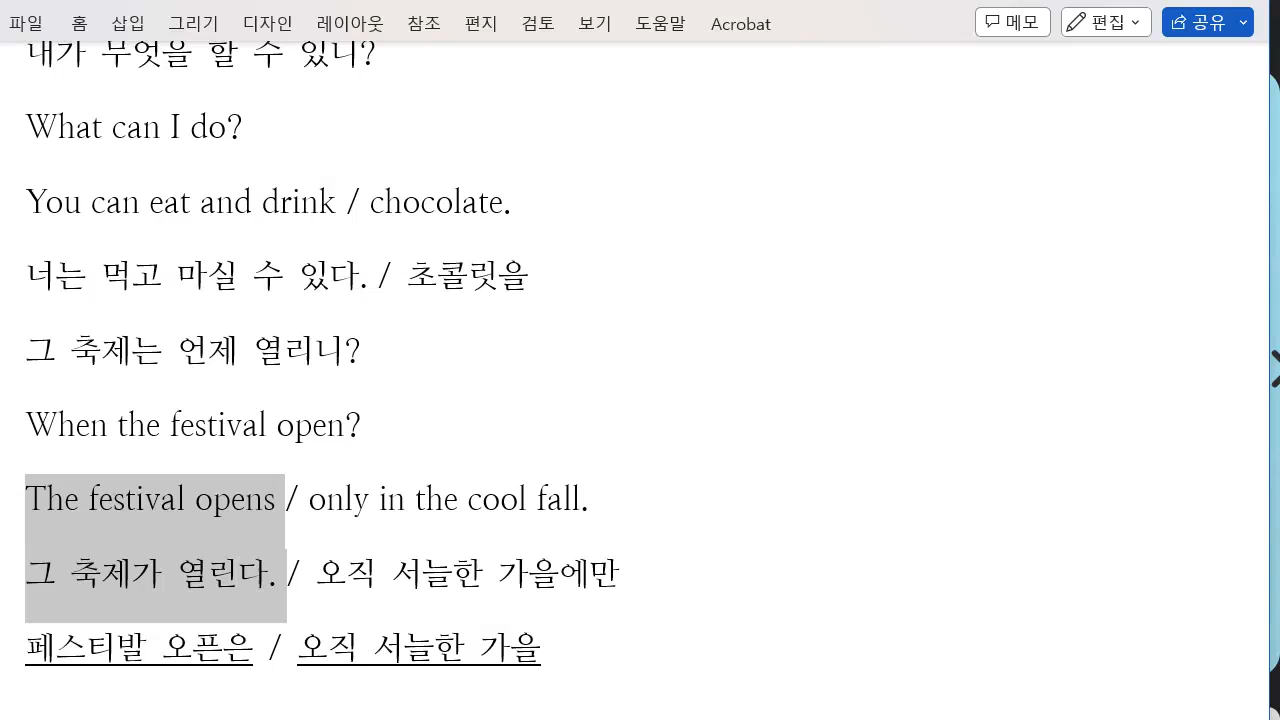 파일 홈 삽입 그리기 디자인 레이아웃 참조 편지 검토 보기 도움말 Acrobat 메모 편집 공유
내가 무엇을 할 수 있니?
What can I do?
You can eat and drink / chocolate.
너는 먹고 마실 수 있다. / 초콜릿을
그 축제는 언제 열리니?
When the festival open?
The festival opens / only in the cool fall.
그 축제가 열린다. / 오직 서늘한 가을에만
페스티발 오픈은 / 오직 서늘한 가을